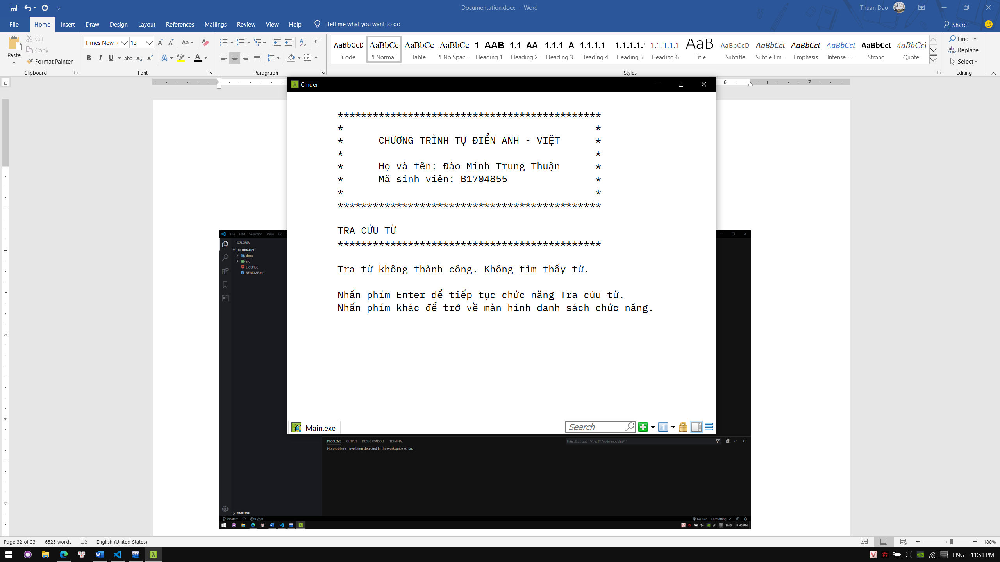 Documentation.docx - Word
Thuan Dao
File Home Insert Draw Design Layout References Mailings Review View Help Tell me what you want to do
Share
Paste
Cut
Copy
Format Painter
Clipboard
Times New R 13
Font
Paragraph
AaBbCcD AaBbCc AaBbCc AaBbCc 1 AAB 1.1 AAI 1.1.1 A 1.1.1.1 1.1.1.1.1 1.1.1.1.1 AaB AaBbCcD AaBbCcD AaBbCcD AaBbCcD AaBbCcD AaBbCcI
Code ¶ Normal Table ¶ No Spac... Heading 1 Heading 2 Heading 3 Heading 4 Heading 5 Heading 6 Title Subtitle Subtle Em... Emphasis Intense E... Strong Quote
Styles
Find
Replace
Select
Editing
6 7
Cmder
*********************************************
* *
* CHƯƠNG TRÌNH TỰ ĐIỂN ANH - VIỆT *
* *
* Họ và tên: Đào Minh Trung Thuận *
* Mã sinh viên: B1704855 *
* *
*********************************************
TRA CỨU TỪ
*********************************************
Tra từ không thành công. Không tìm thấy từ.
Nhấn phím Enter để tiếp tục chức năng Tra cứu từ.
Nhấn phím khác để trở về màn hình danh sách chức năng.
Main.exe
Search
1
2
3
4
File Edit Selection View Go
EXPLORER
DICTIONARY
docs
src
LICENSE
README.md
PROBLEMS OUTPUT DEBUG CONSOLE TERMINAL
Filter. E.g.: text, **/*.ts, !**/node_modules/**
No problems have been detected in the workspace so far.
TIMELINE
master* 0 0
Go Live Formatting: ✓
ENG 11:45 PM
Page 32 of 33 6525 words English (United States)
180%
ENG 11:51 PM